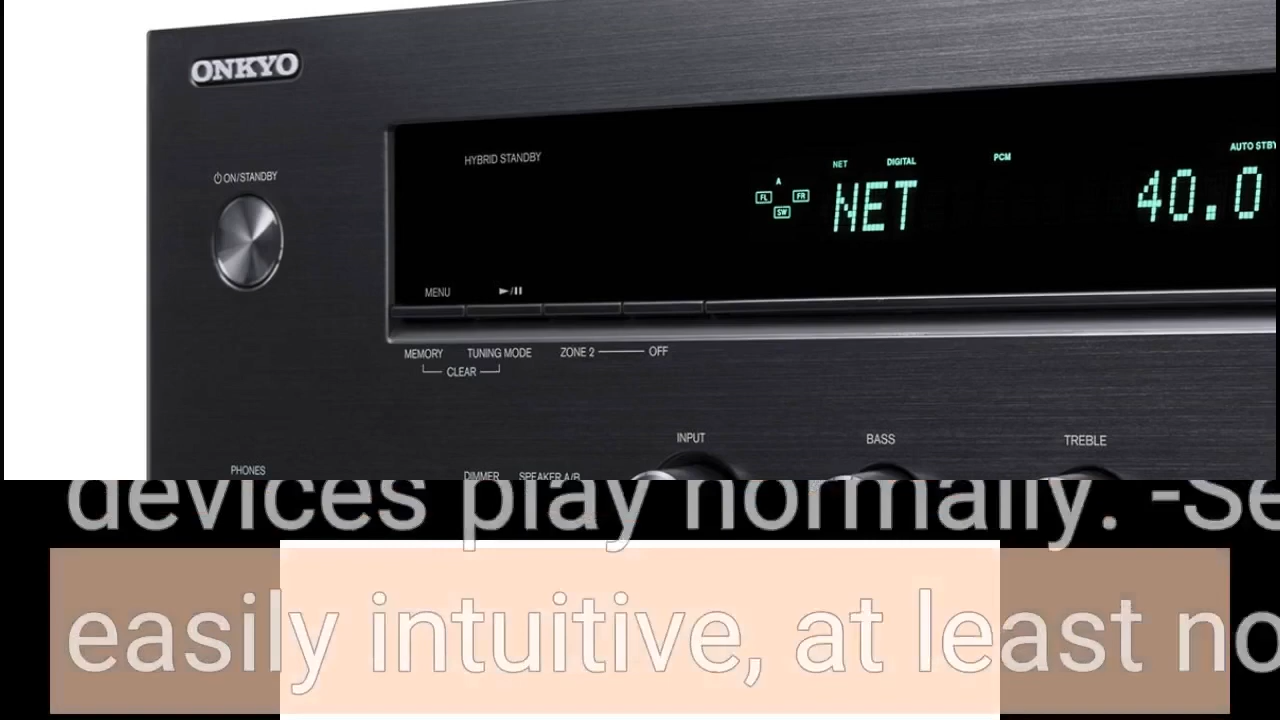 ONKYO
HYBRID STANDBY
AUTO STBY
NET DIGITAL PCM
ON/STANDBY
A
FL FR
SW
NET 40.0
MENU ►/II
MEMORY TUNING MODE ZONE 2 OFF
CLEAR
INPUT BASS TREBLE
PHONES DIMMER SPEAKER A/B
devices play normally. -Se
easily intuitive, at least no